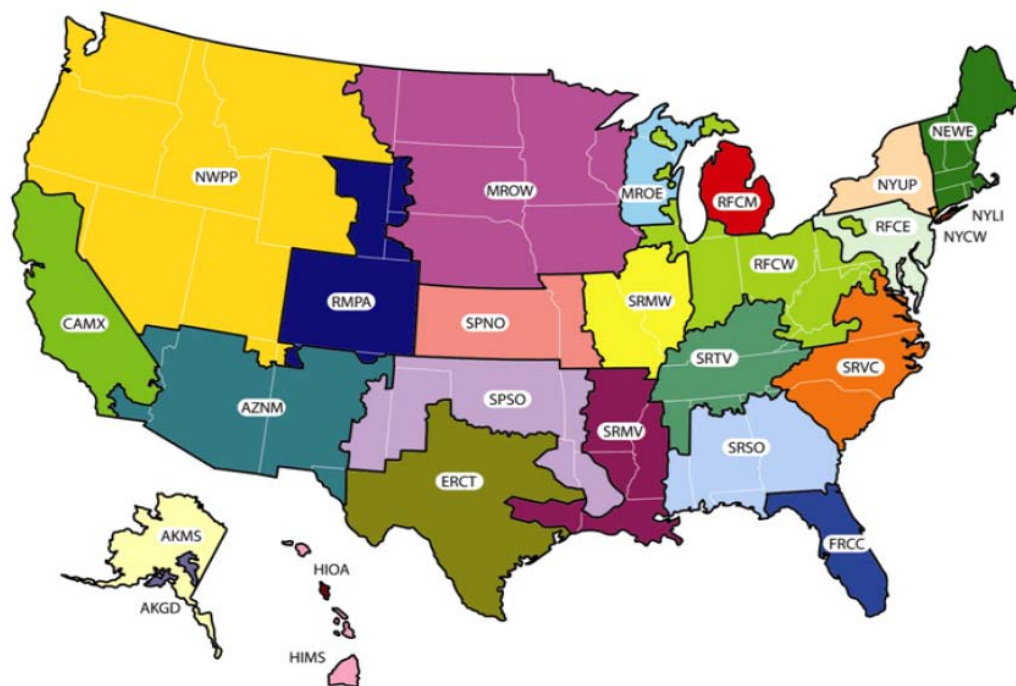 NEWE
NWPP
NYUP
MROW
MROE
RFCM
NYLI
RFCE
NYCW
RFCW
RMPA
SRMW
CAMX
SPNO
SRTV
SRVC
AZNM
SPSO
SRMV
SRSO
ERCT
AKMS
FRCC
HIOA
AKGD
HIMS